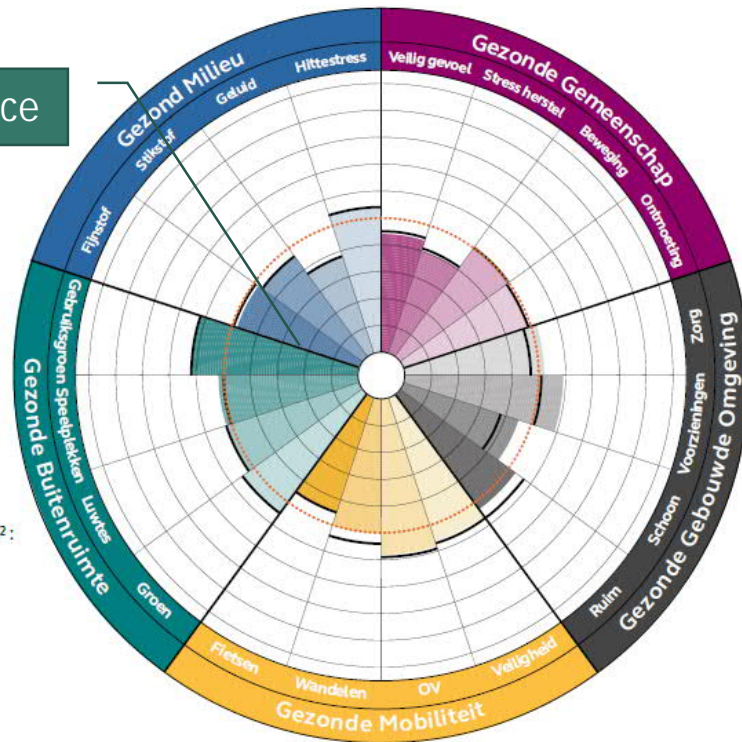 ce
Gezond Milieu
Fijnstof
Stikstof
Geluid
Hittestress
Gezonde Gemeenschap
Veilig gevoel
Stress herstel
Beweging
Ontmoeting
Gezonde Gebouwde Omgeving
Zorg
Voorzieningen
Schoon
Ruim
Gezonde Mobiliteit
Veiligheid
OV
Wandelen
Fietsen
Gezonde Buitenruimte
Groen
Luwtes
Speelplekken
Gebruiksgroen
²: